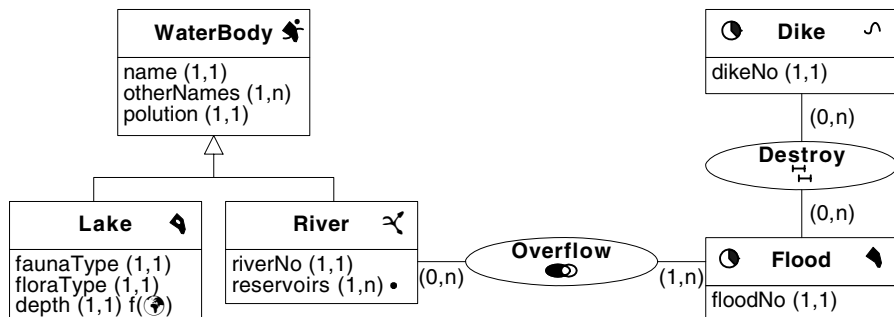 WaterBody
name (1,1)
otherNames (1,n)
polution (1,1)
Dike
dikeNo (1,1)
(0,n)
Destroy
(0,n)
Lake
faunaType (1,1)
floraType (1,1)
depth (1,1) f( )
River
riverNo (1,1)
reservoirs (1,n) •
(0,n)
Overflow
(1,n)
Flood
floodNo (1,1)